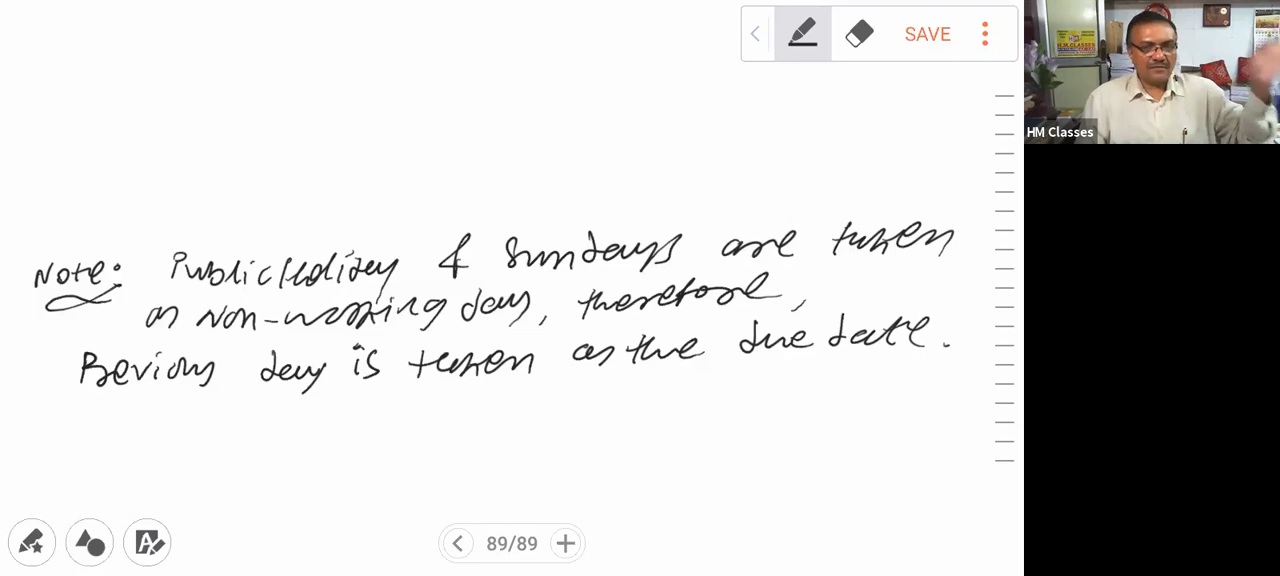 SAVE
HM Classes
Note: Public Holiday & Sundays are taken
as Non-working day, therefore,
Previous day is taken as the due date.
89/89